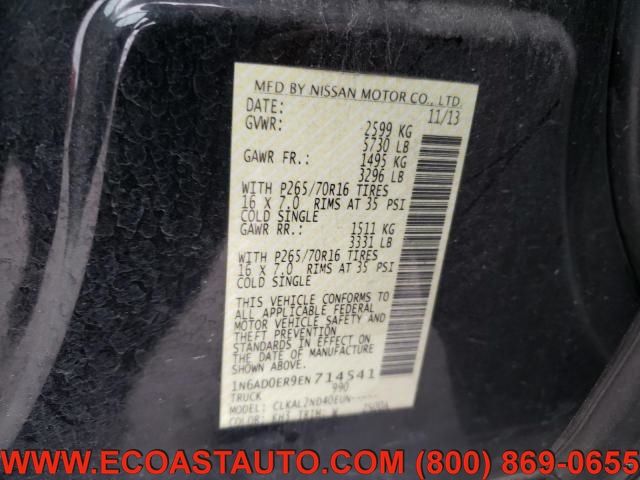 MFD BY NISSAN MOTOR CO., LTD.
DATE: 11/13
GVWR: 2599 KG
5730 LB
GAWR FR.: 1495 KG
3296 LB
WITH P265/70R16 TIRES
16 X 7.0 RIMS AT 35 PSI
COLD SINGLE
GAWR RR.: 1511 KG
3331 LB
WITH P265/70R16 TIRES
16 X 7.0 RIMS AT 35 PSI
COLD SINGLE
THIS VEHICLE CONFORMS TO
ALL APPLICABLE FEDERAL
MOTOR VEHICLE SAFETY AND
THEFT PREVENTION
STANDARDS IN EFFECT ON
THE DATE OF MANUFACTURE
SHOWN ABOVE.
1N6AD0ER9EN714541
TRUCK 990
MODEL:
COLOR: KH3 TRIM:
WWW.ECOASTAUTO.COM (800) 869-0655